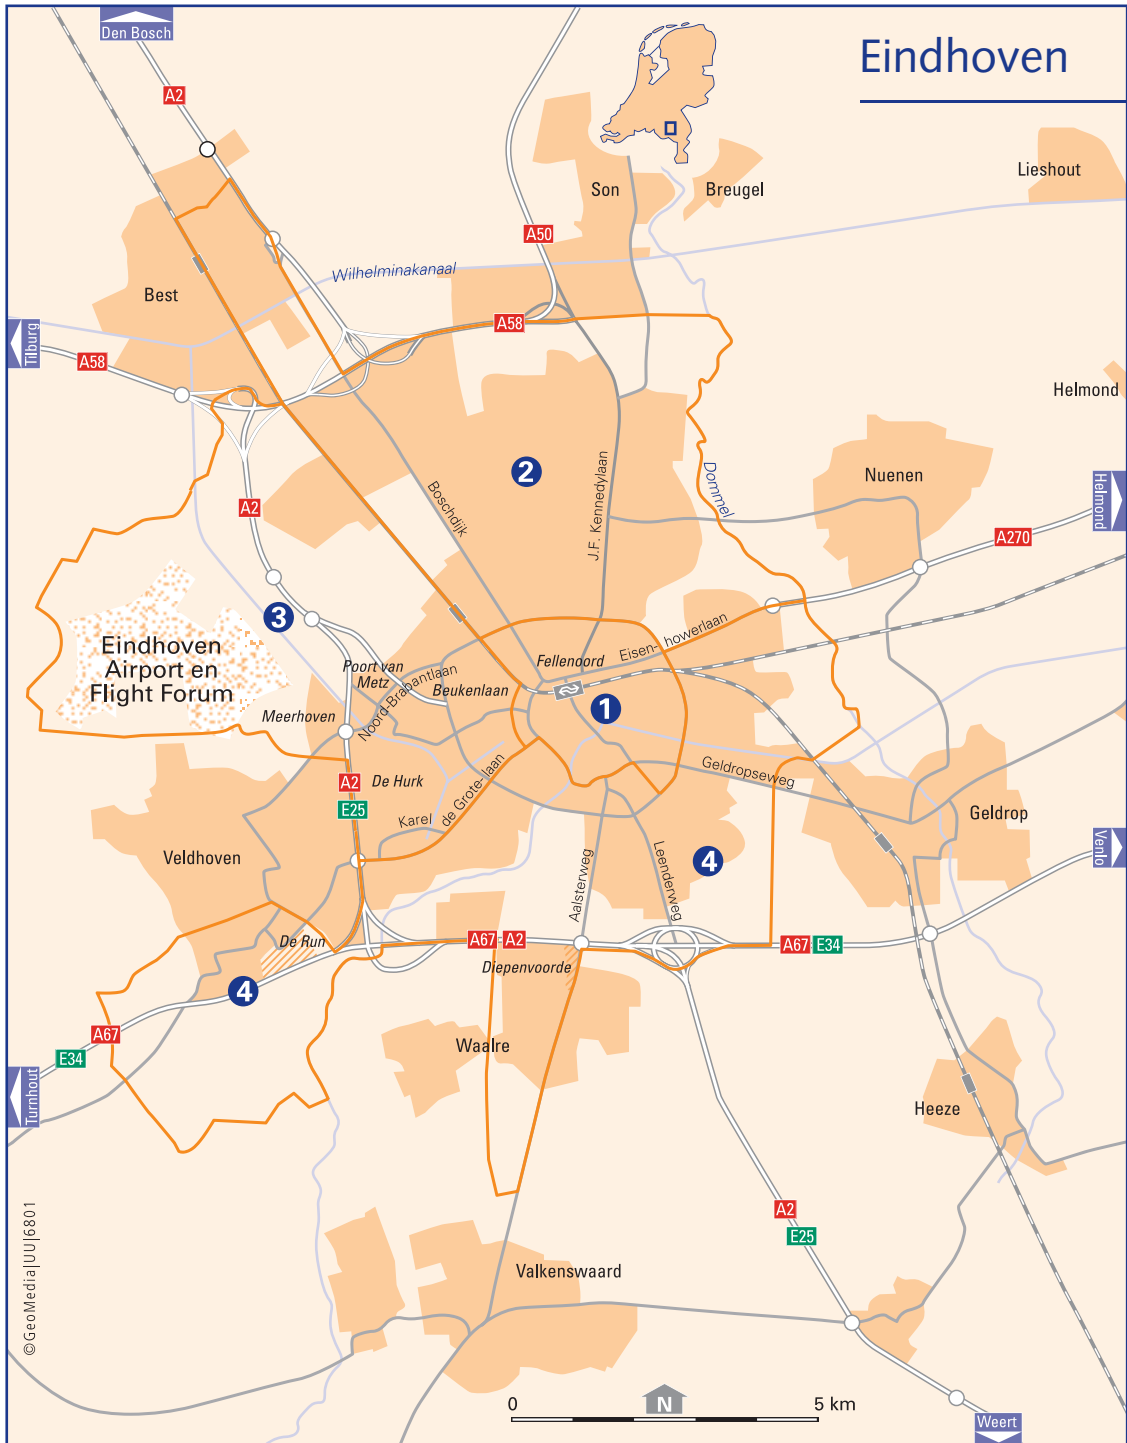 Den Bosch
Eindhoven
A2
Son
Breugel
Lieshout
A50
Wilhelminakanaal
Best
A58
Tilburg
A58
Helmond
2
Dommel
Nuenen
Helmond
Boschdijk
J.F. Kennedylaan
A2
A270
3
Eindhoven
Airport en
Flight Forum
Eisen-howerlaan
Fellenoord
Poort van
Metz
Noord-Brabantlaan
Beukenlaan
1
Meerhoven
Geldropseweg
A2
E25
De Hurk
Karel
de Grote-laan
Geldrop
Veldhoven
Venlo
4
Aalsterweg
Leenderweg
De Run
A67
A2
A67
E34
Diepenvoorde
4
A67
E34
Waalre
Turnhout
Heeze
A2
E25
Valkenswaard
©GeoMedia|UU|6801
N
0
5 km
Weert